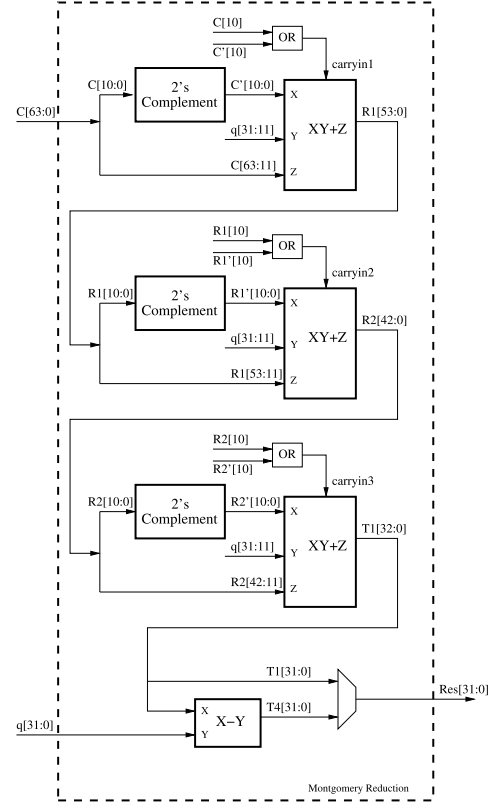 C[10]
OR
C'[10]
carryin1
C[10:0]
2's
Complement
C'[10:0]
X
C[63:0]
q[31:11]
Y
XY+Z
R1[53:0]
C[63:11]
Z
R1[10]
OR
R1'[10]
carryin2
R1[10:0]
2's
Complement
R1'[10:0]
X
q[31:11]
Y
XY+Z
R2[42:0]
R1[53:11]
Z
R2[10]
OR
R2'[10]
carryin3
R2[10:0]
2's
Complement
R2'[10:0]
X
q[31:11]
Y
XY+Z
T1[32:0]
R2[42:11]
Z
T1[31:0]
Res[31:0]
X
X−Y
T4[31:0]
q[31:0]
Y
Montgomery Reduction